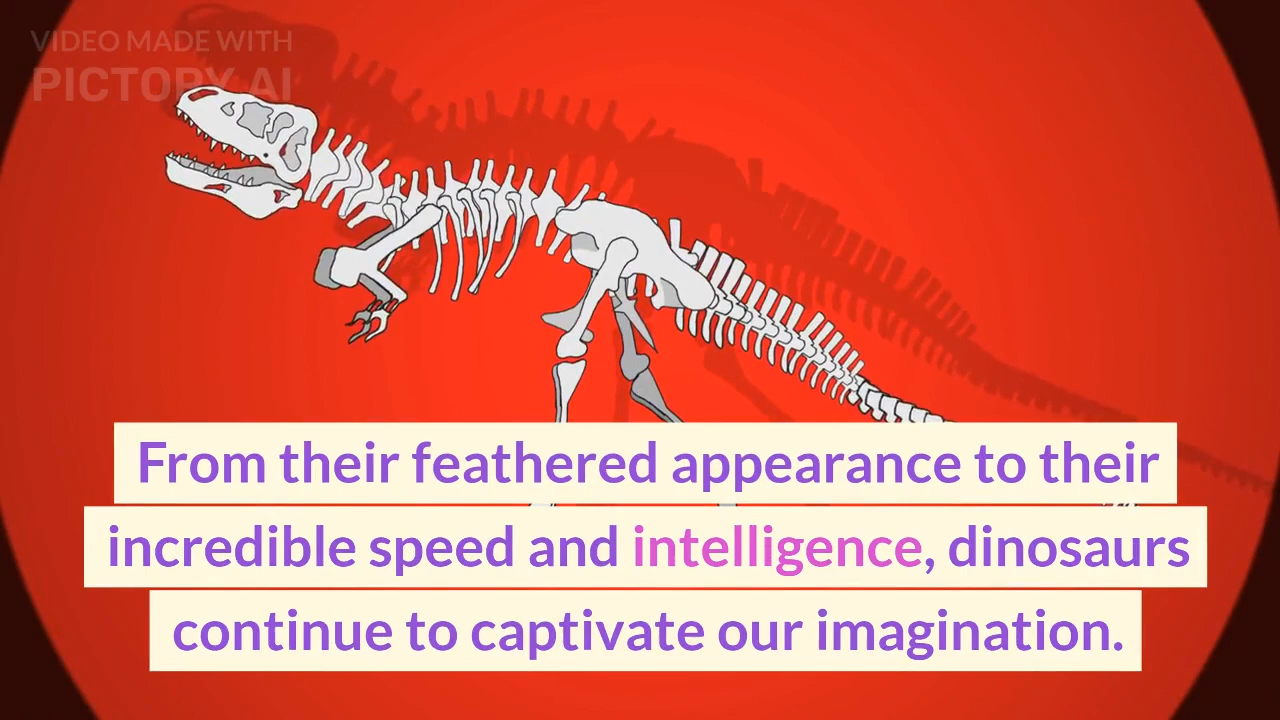 VIDEO MADE WITH
PICTORY.AI
From their feathered appearance to their
incredible speed and intelligence, dinosaurs
continue to captivate our imagination.